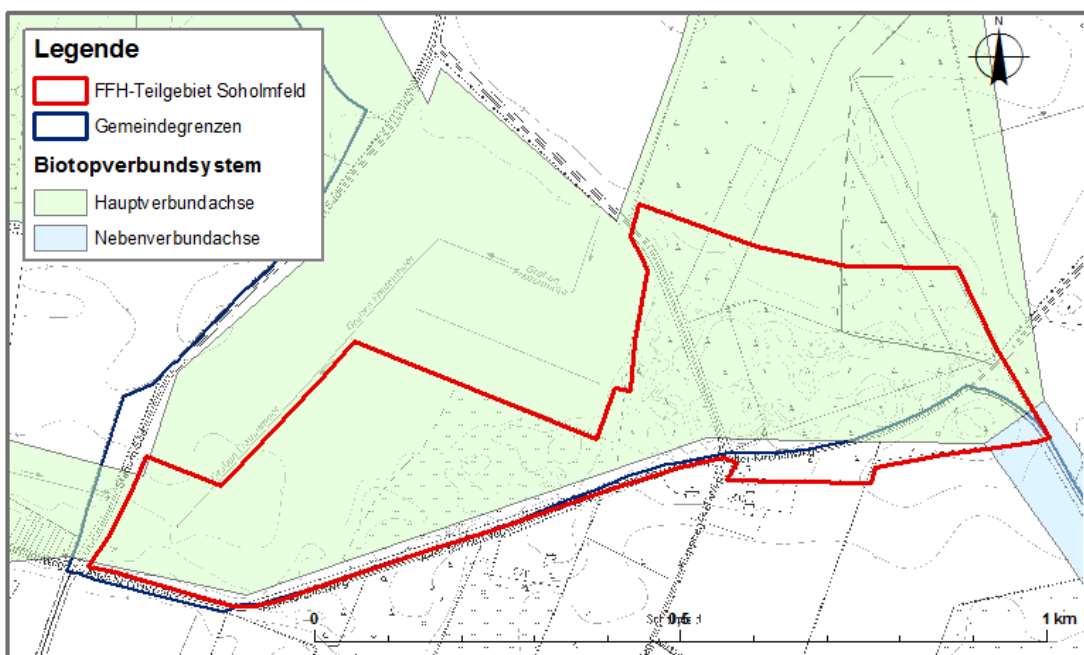 Legende
FFH-Teilgebiet Soholmfeld
Gemeindegrenzen
Biotopverbundsystem
Hauptverbundachse
Nebenverbundachse
N
0
0,5
1 km